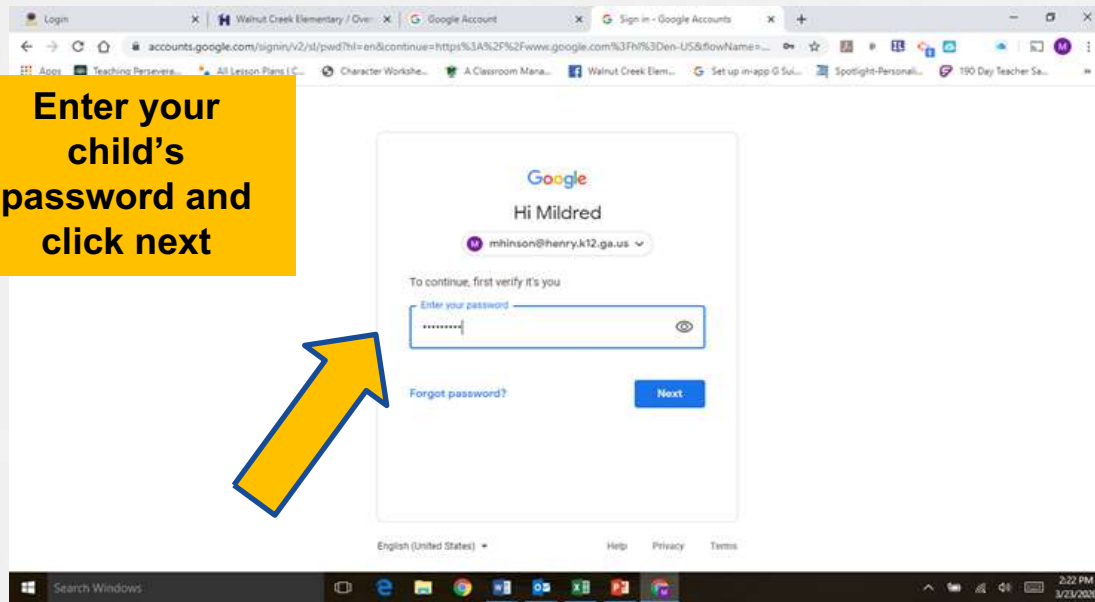 Login
Walnut Creek Elementary / Over
Google Account
Sign in - Google Accounts
accounts.google.com/signin/v2/sl/pwd?hl=en&continue=https%3A%2F%2Fwww.google.com%3Fhl%3Den-US&flowName=...
Apps Teaching Persevera... All Lesson Plans | C... Character Workshe... A Classroom Mana... Walnut Creek Elem... Set up in-app G Sui... Spotlight-Personali... 190 Day Teacher Sa...
Enter your
child's
password and
click next
Google
Hi Mildred
M mhinson@henry.k12.ga.us
To continue, first verify it's you
Enter your password
•••••••••
Forgot password?
Next
English (United States)
Help Privacy Terms
Search Windows
2:22 PM
3/23/2020